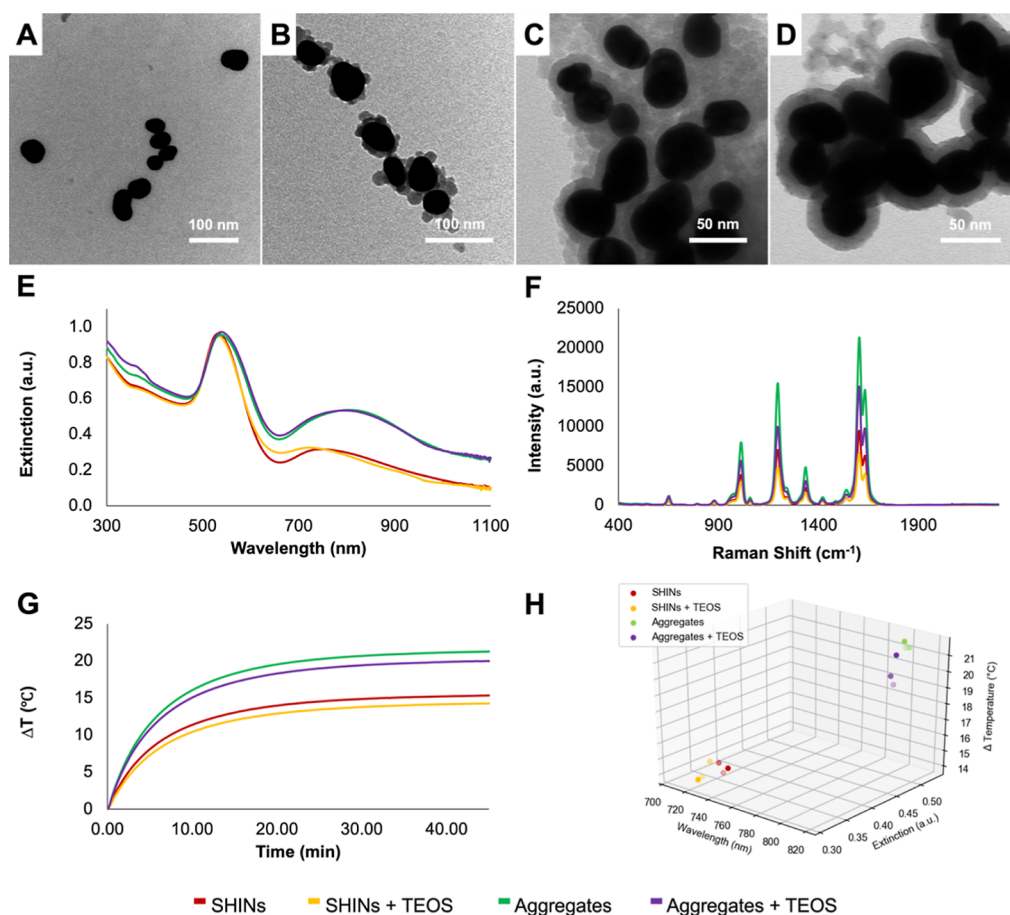 A
100 nm
B
100 nm
C
50 nm
D
50 nm
E
Extinction (a.u.)
1.0
0.8
0.6
0.4
0.2
0.0
300
500
700
900
1100
Wavelength (nm)
F
Intensity (a.u.)
25000
20000
15000
10000
5000
0
400
900
1400
1900
Raman Shift (cm⁻¹)
G
ΔT (ºC)
25
20
15
10
5
0
0.00
10.00
20.00
30.00
40.00
Time (min)
H
SHINs
SHINs + TEOS
Aggregates
Aggregates + TEOS
21
20
19
18
17
16
15
14
Δ Temperature (°C)
700
720
740
760
780
800
820
Wavelength (nm)
0.30
0.35
0.40
0.45
0.50
Extinction (a.u.)
SHINs
SHINs + TEOS
Aggregates
Aggregates + TEOS